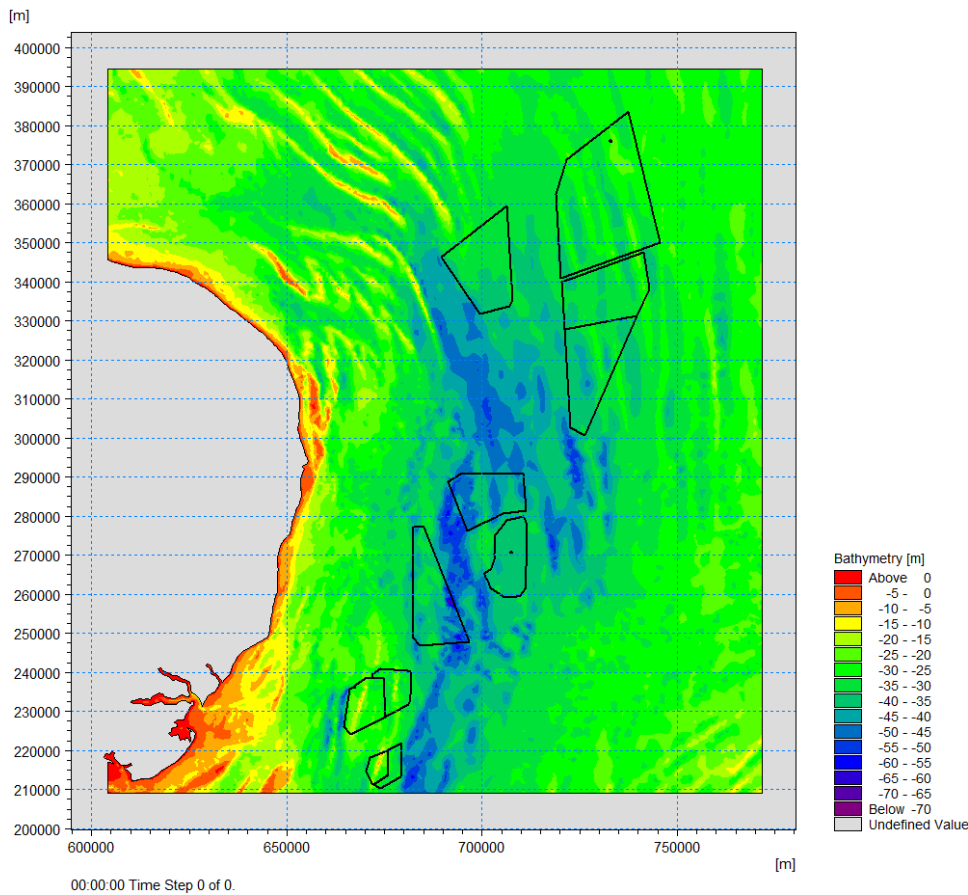 [m]
400000
390000
380000
370000
360000
350000
340000
330000
320000
310000
300000
290000
280000
270000
260000
250000
240000
230000
220000
210000
200000
600000 650000 700000 750000
[m]
00:00:00 Time Step 0 of 0.
Bathymetry [m]
Above 0
-5 - 0
-10 - -5
-15 - -10
-20 - -15
-25 - -20
-30 - -25
-35 - -30
-40 - -35
-45 - -40
-50 - -45
-55 - -50
-60 - -55
-65 - -60
-70 - -65
Below -70
Undefined Value